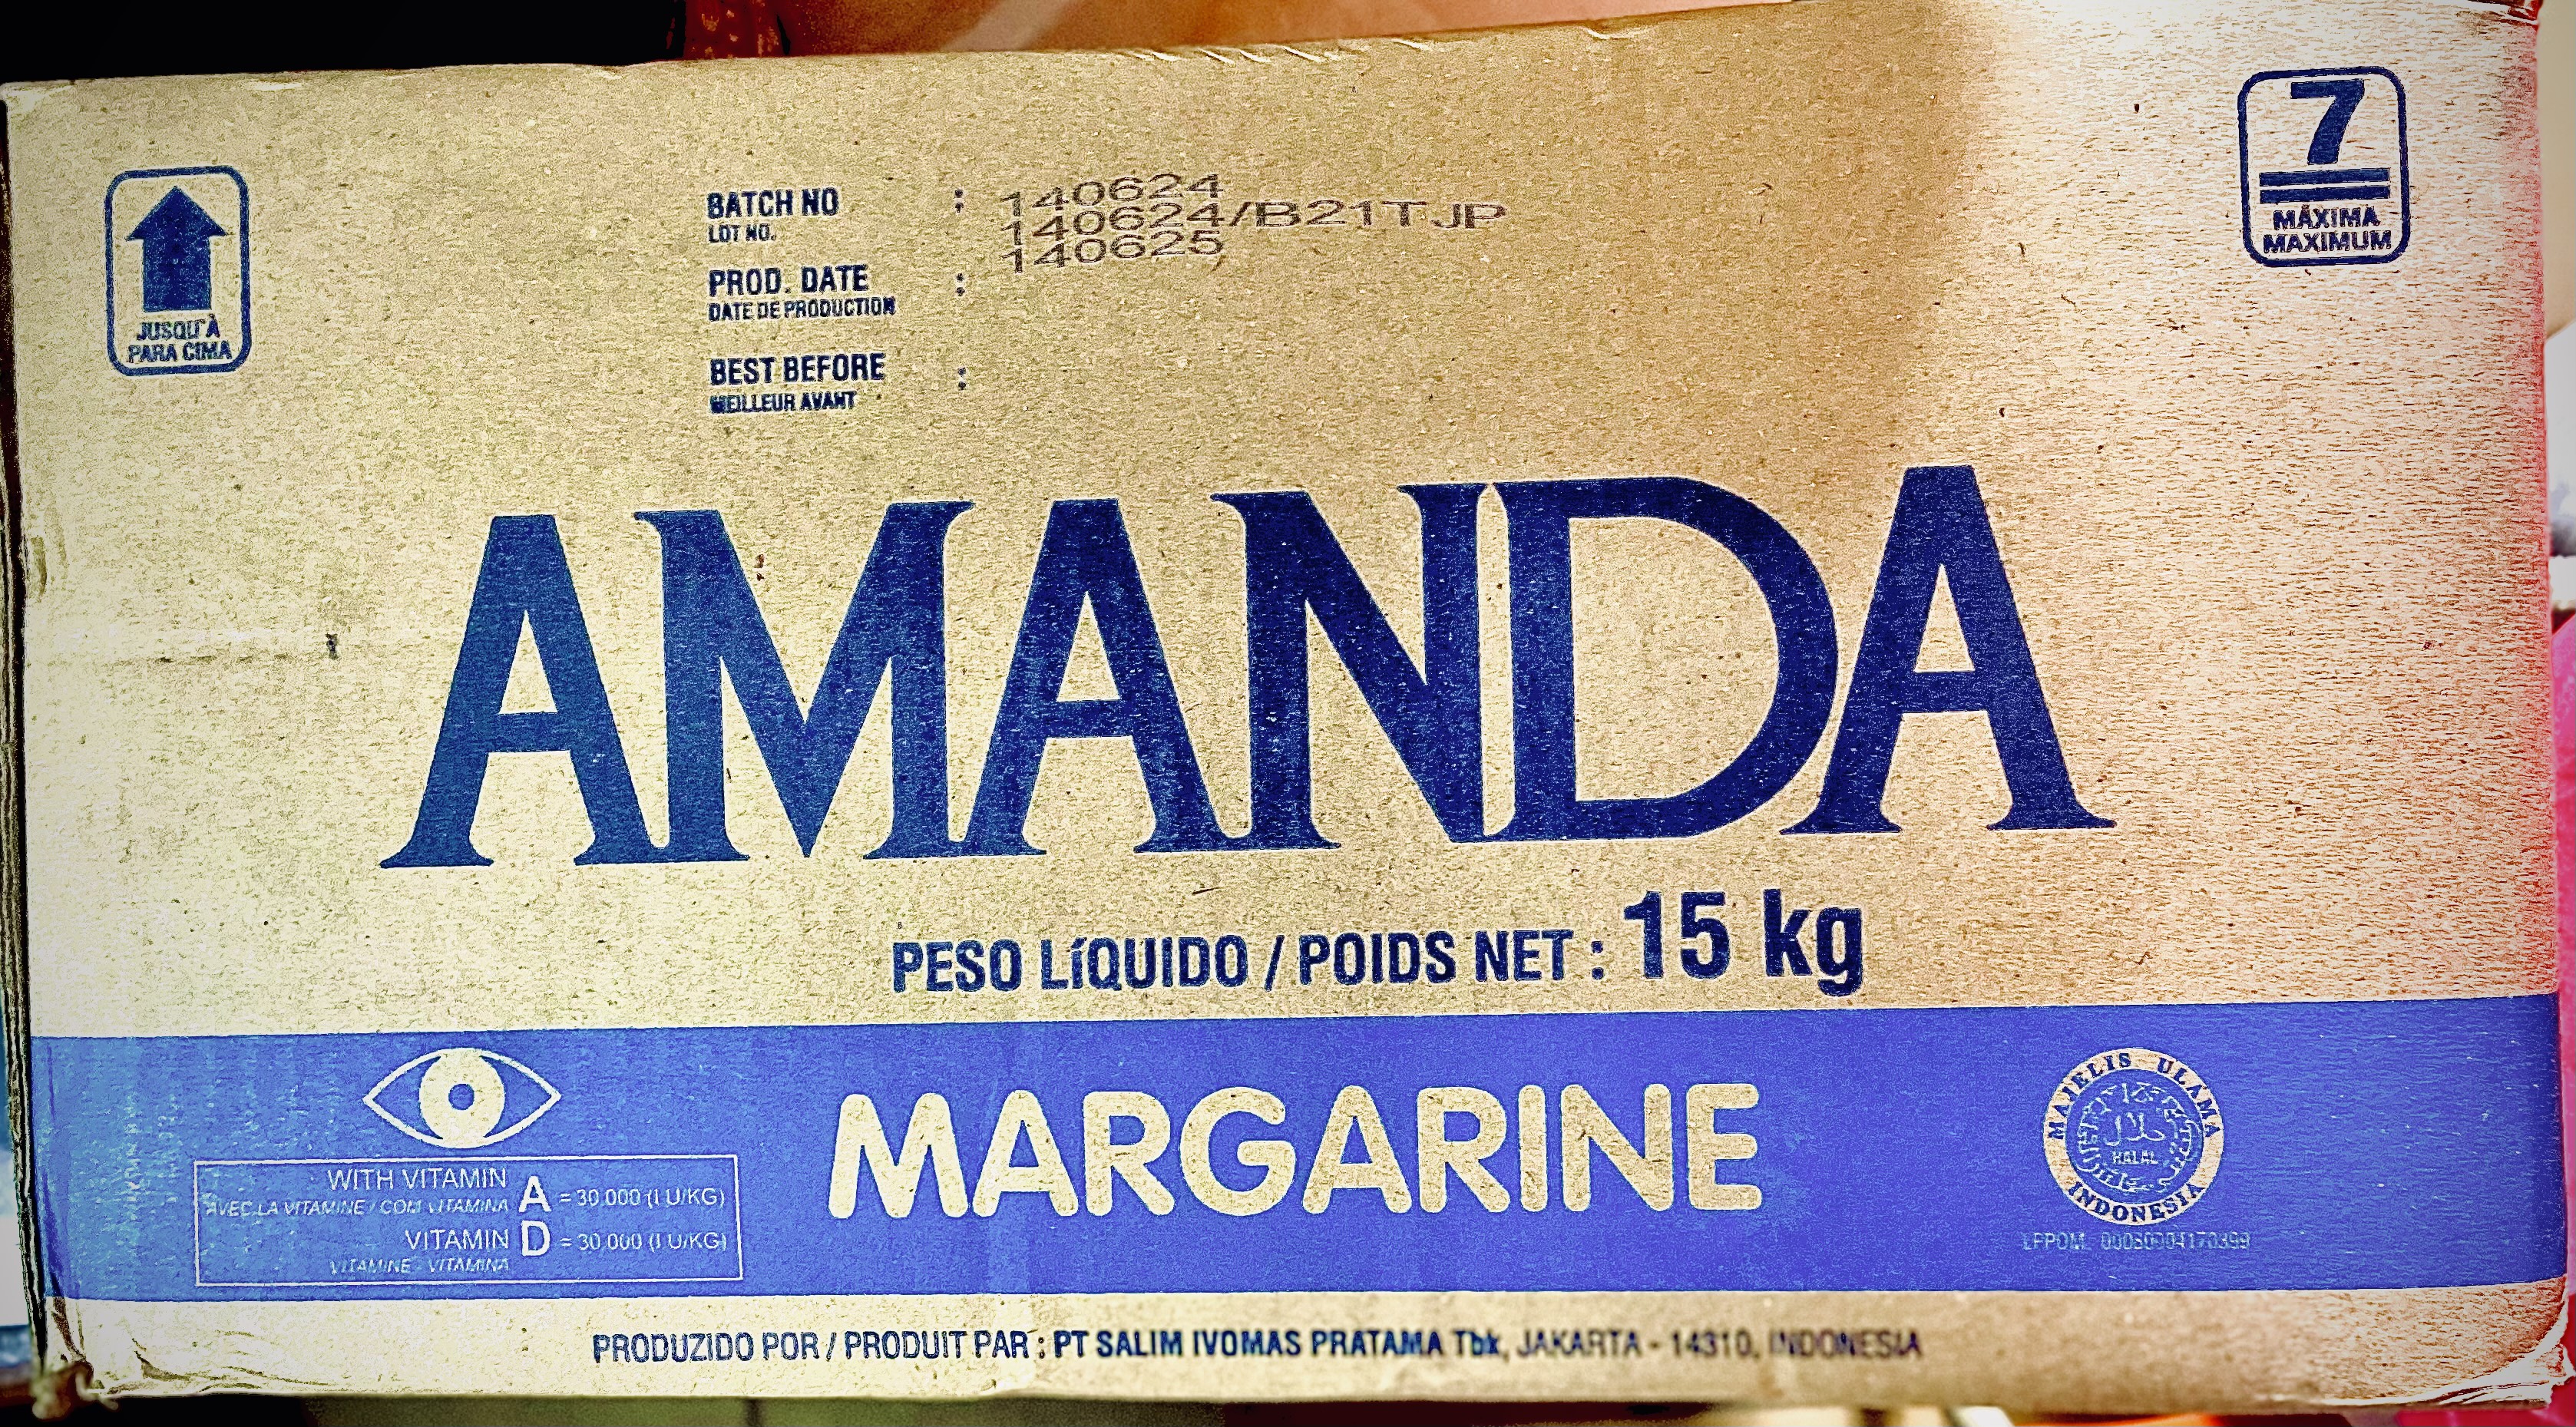 7
MÁXIMA
MAXIMUM
JUSQU'À
PARA CIMA
BATCH NO : 140624
LOT NO. 140624/B21TJP
140625
PROD. DATE :
DATE DE PRODUCTION
BEST BEFORE :
MEILLEUR AVANT
AMANDA
PESO LíQUIDO / POIDS NET : 15 kg
MARGARINE
WITH VITAMIN A = 30.000 (I U/KG)
AVEC LA VITAMINE / COM VITAMINA
VITAMIN D = 30.000 (I U/KG)
VITAMINE - VITAMINA
MAJELIS ULAMA
حلال
HALAL
INDONESIA
LPPOM
PRODUZIDO POR / PRODUIT PAR : PT SALIM IVOMAS PRATAMA Tbk, JAKARTA - 14310, INDONESIA